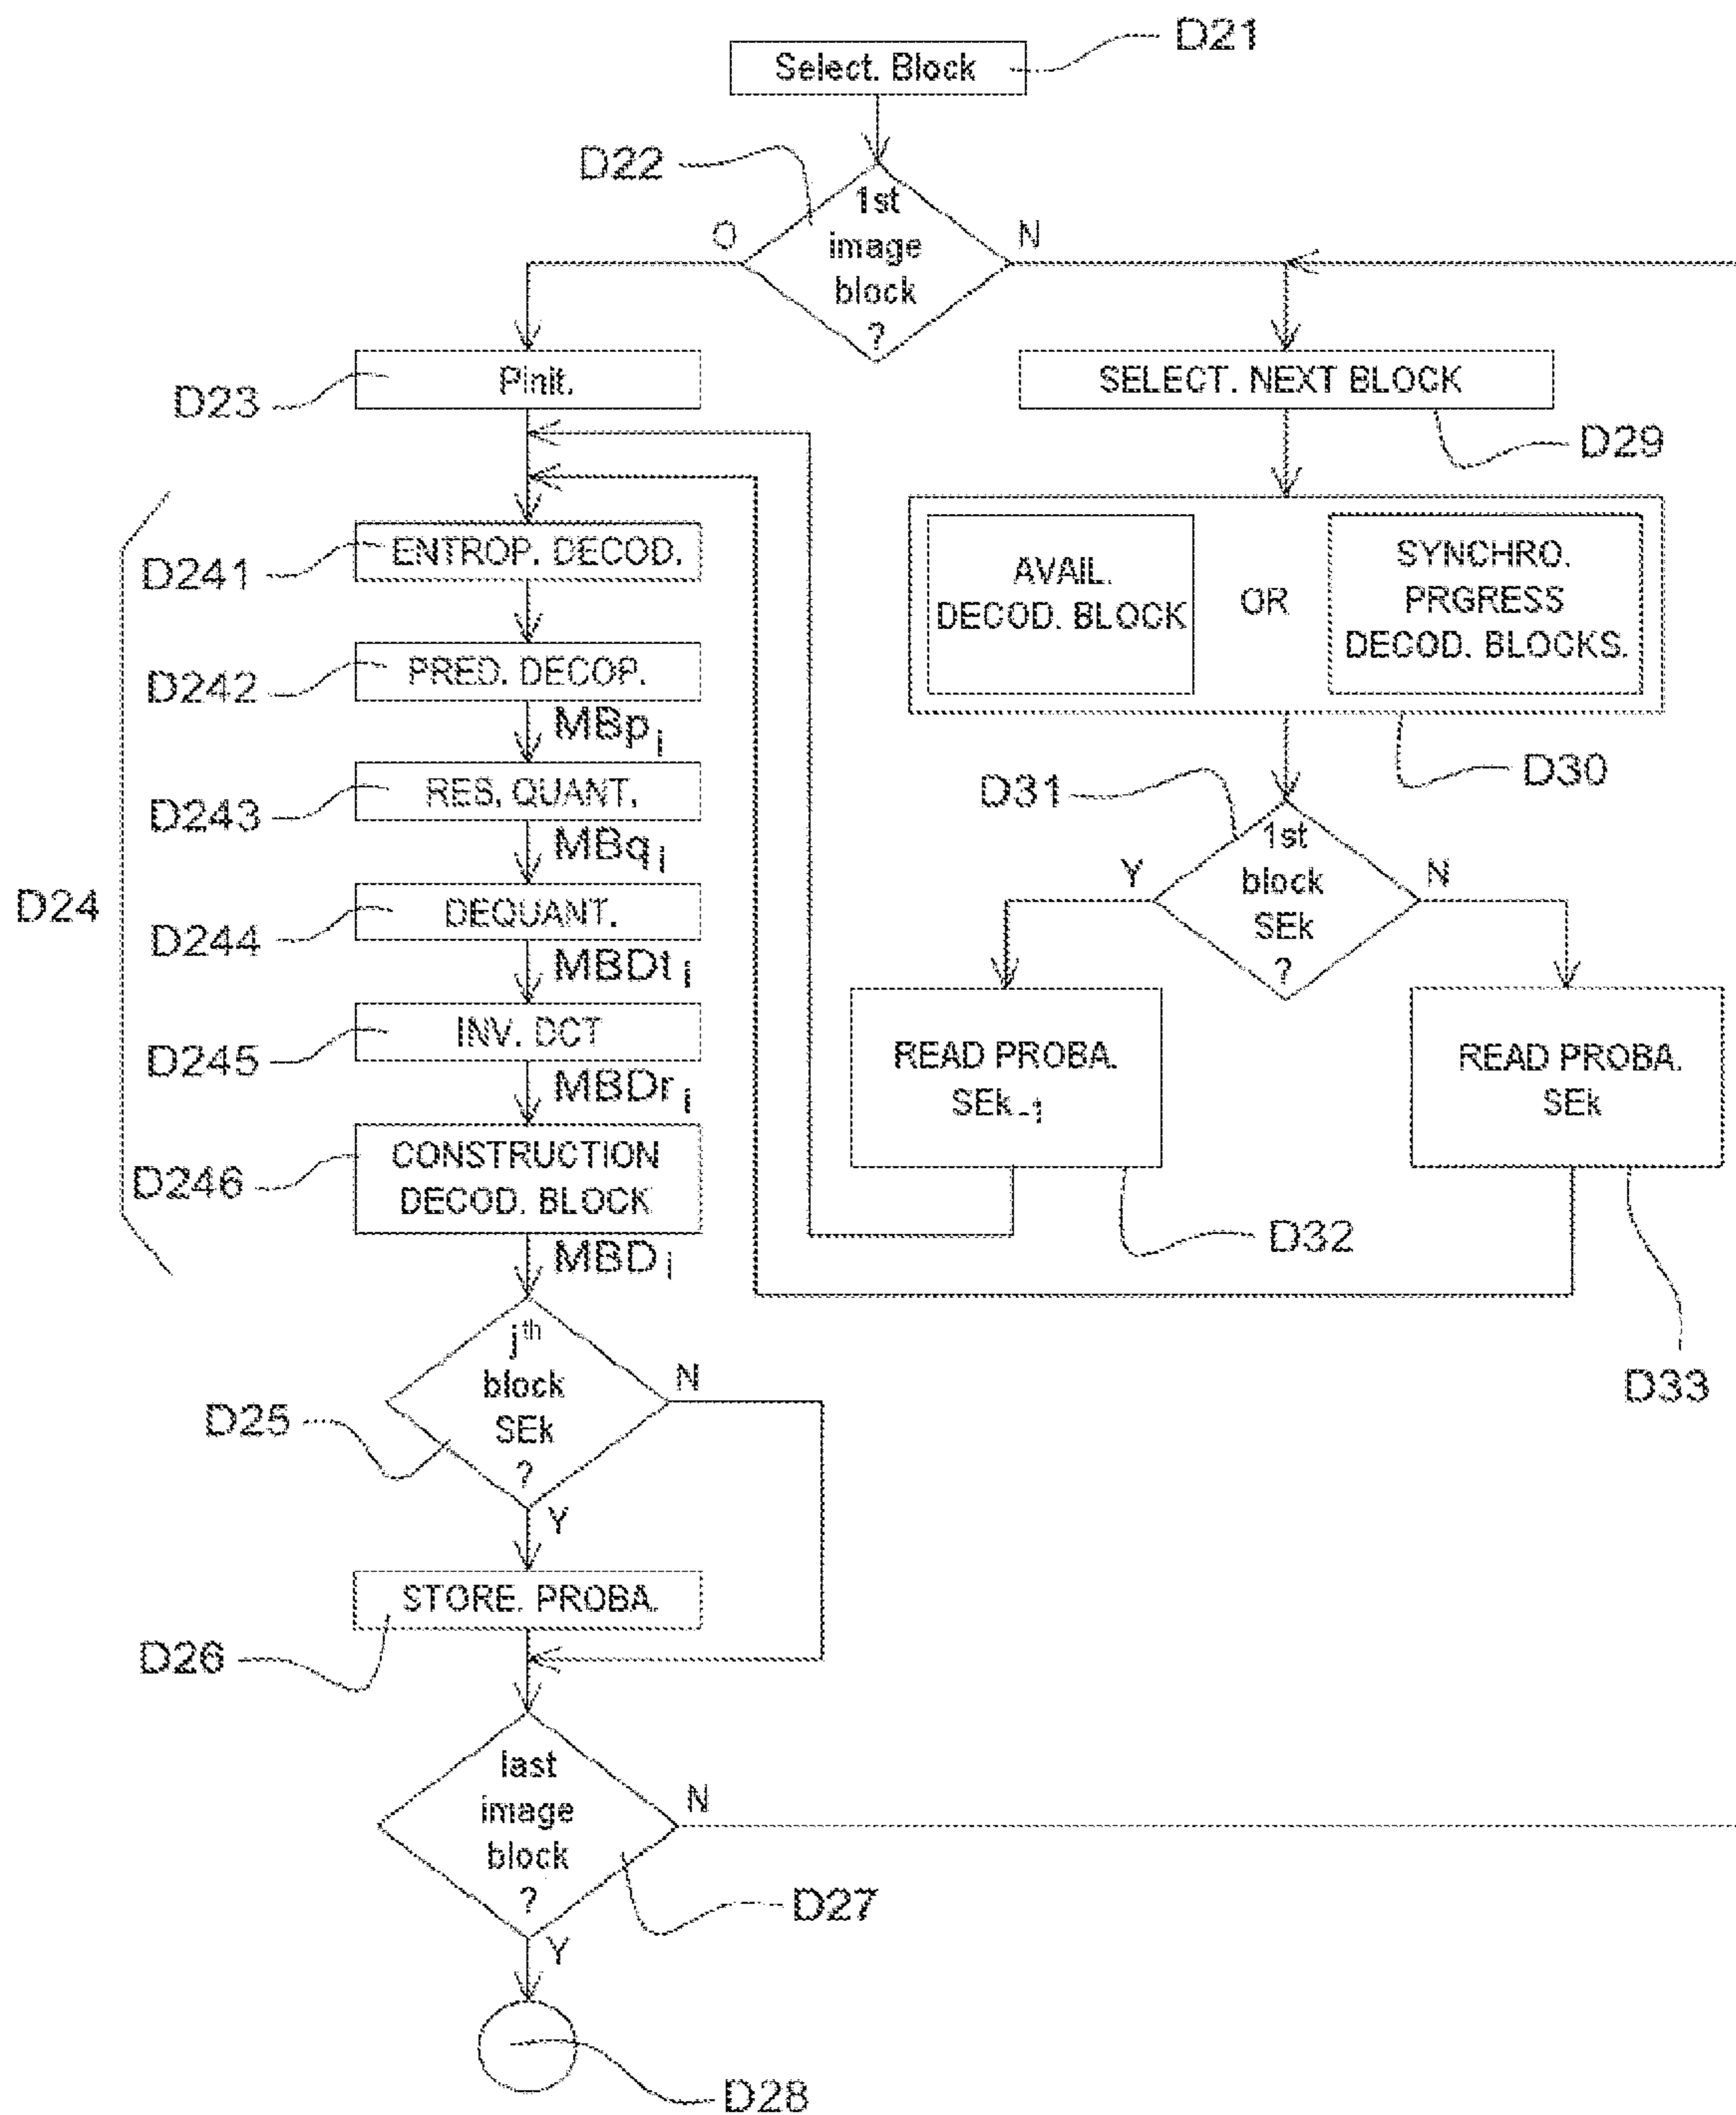 D21
Select. Block
D22
1st
image
block
?
O
N
D23
PInit.
SELECT. NEXT BLOCK
D29
D24
D241
ENTROP. DECOD.
AVAIL.
DECOD. BLOCK
OR
SYNCHRO.
PRGRESS
DECOD. BLOCKS.
D30
D242
PRED. DECOP.
MBp i
D243
RES. QUANT.
MBq i
D244
DEQUANT.
MBDt i
D245
INV. DCT
MBDr i
D246
CONSTRUCTION
DECOD. BLOCK
MBD i
D31
1st
block
SEk
?
Y
N
READ PROBA.
SEk-1
READ PROBA.
SEk
D32
D33
D25
jth
block
SEk
?
N
Y
STORE. PROBA.
D26
last
image
block
?
N
D27
Y
D28